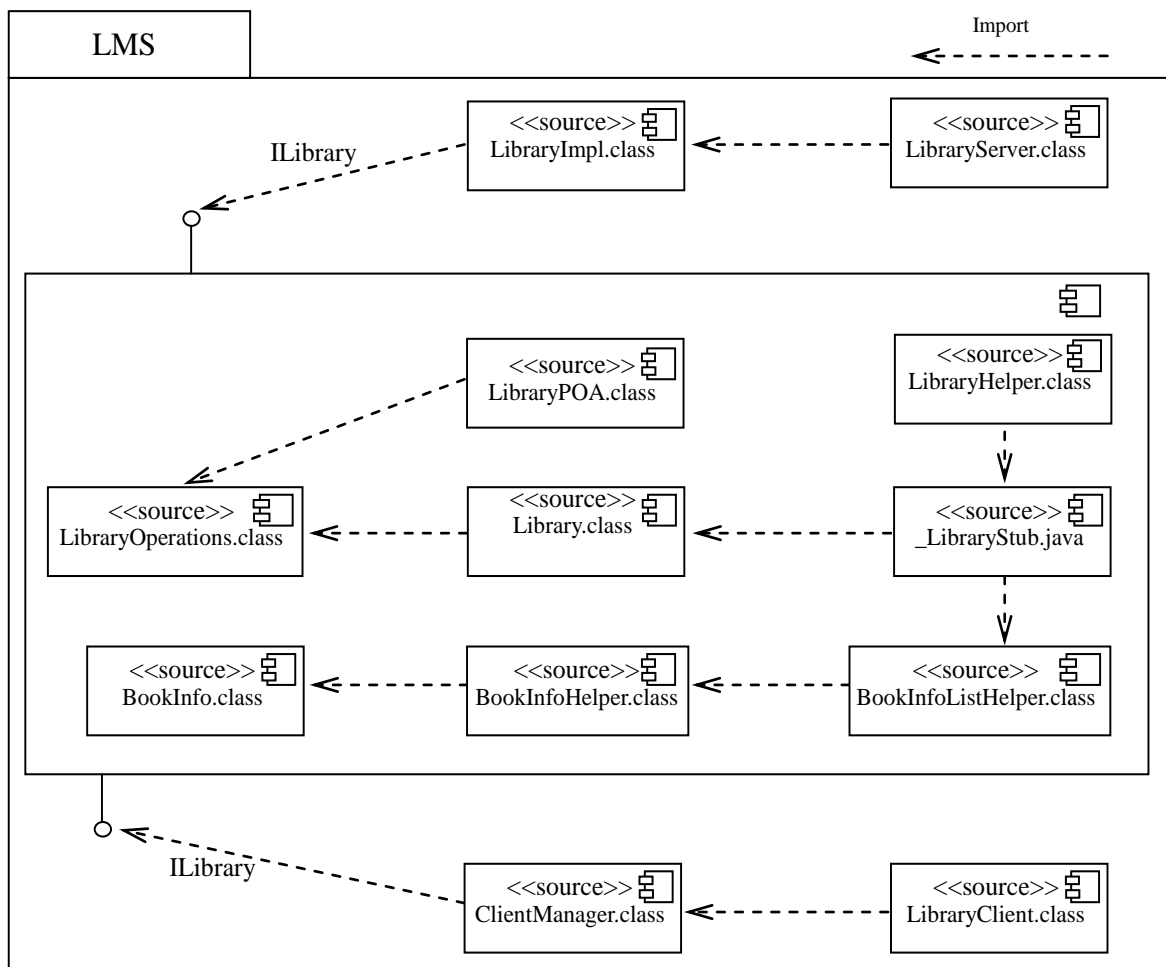 LMS
Import
<<source>>
LibraryImpl.class
<<source>>
LibraryServer.class
ILibrary
<<source>>
LibraryPOA.class
<<source>>
LibraryHelper.class
<<source>>
LibraryOperations.class
<<source>>
Library.class
<<source>>
_LibraryStub.java
<<source>>
BookInfo.class
<<source>>
BookInfoHelper.class
<<source>>
BookInfoListHelper.class
ILibrary
<<source>>
ClientManager.class
<<source>>
LibraryClient.class